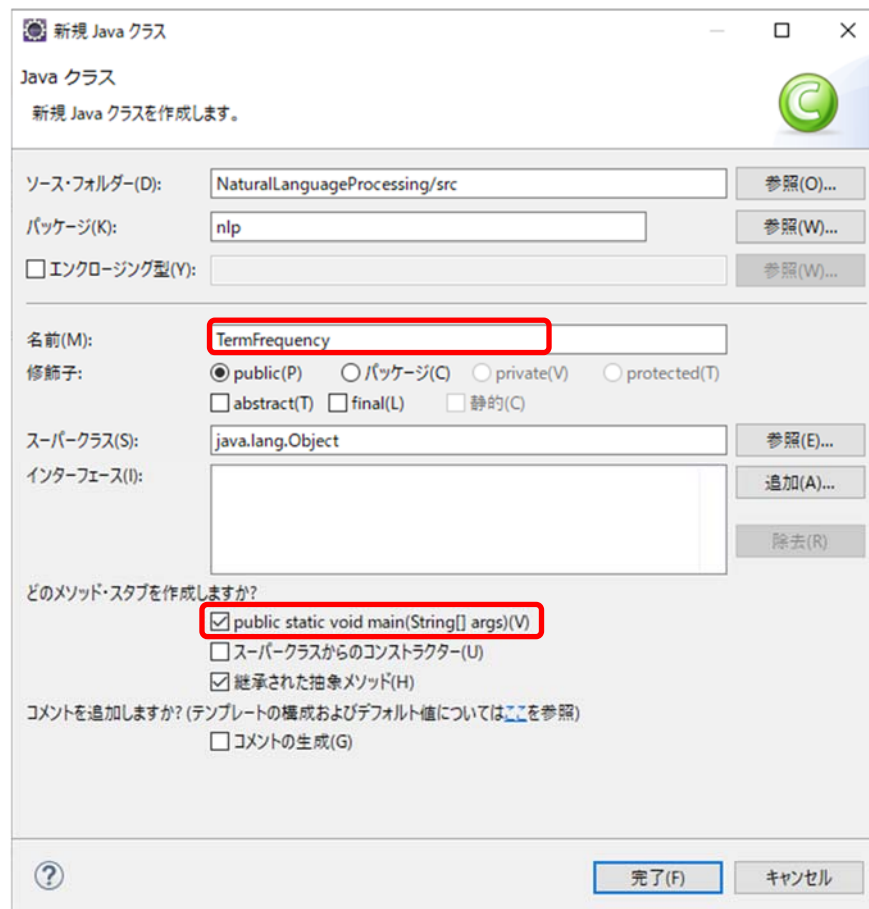 新規 Java クラス
Java クラス
新規 Java クラスを作成します。
ソース・フォルダー(D): NaturalLanguageProcessing/src 参照(O)...
パッケージ(K): nlp 参照(W)...
エンクロージング型(Y): 参照(W)...
名前(M): TermFrequency
修飾子: public(P) パッケージ(C) private(V) protected(T)
abstract(T) final(L) 静的(C)
スーパークラス(S): java.lang.Object 参照(E)...
インターフェース(I): 追加(A)...
除去(R)
どのメソッド・スタブを作成しますか?
public static void main(String[] args)(V)
スーパークラスからのコンストラクター(U)
継承された抽象メソッド(H)
コメントを追加しますか? (テンプレートの構成およびデフォルト値についてはここを参照)
コメントの生成(G)
? 完了(F) キャンセル